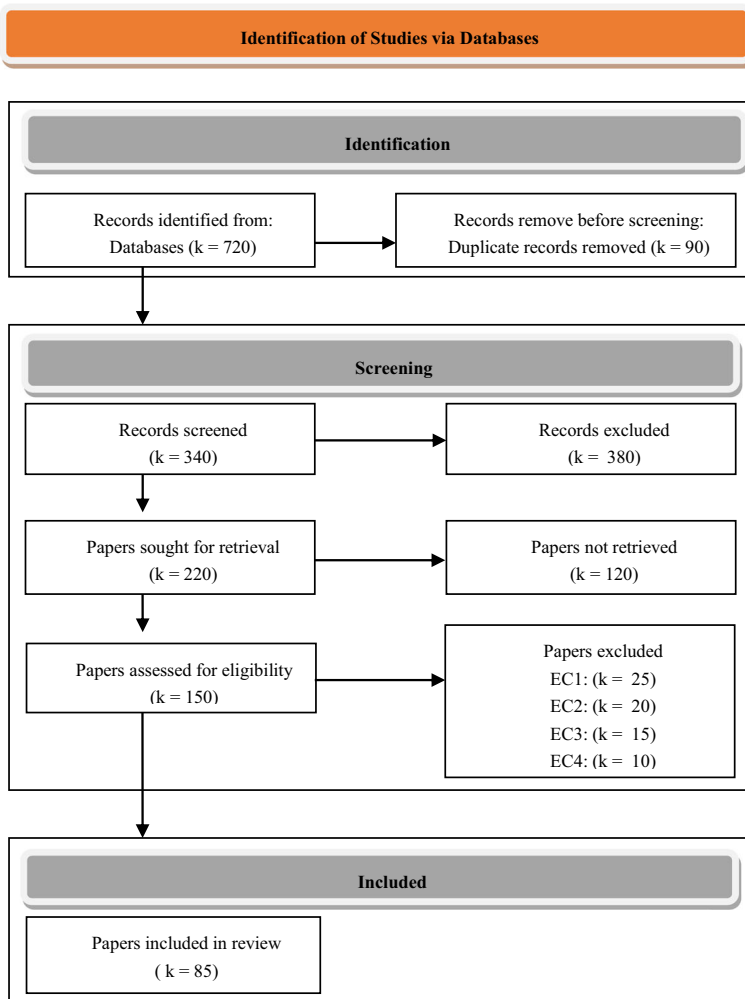 Identification of Studies via Databases
Identification
Records identified from:
Databases (k = 720)
Records remove before screening:
Duplicate records removed (k = 90)
Screening
Records screened
(k = 340)
Records excluded
(k =  380)
Papers sought for retrieval
(k = 220)
Papers not retrieved
(k = 120)
Papers assessed for eligibility
(k = 150)
Papers excluded
EC1: (k =  25)
EC2: (k =  20)
EC3: (k =  15)
EC4: (k =  10)
Included
Papers included in review
( k = 85)